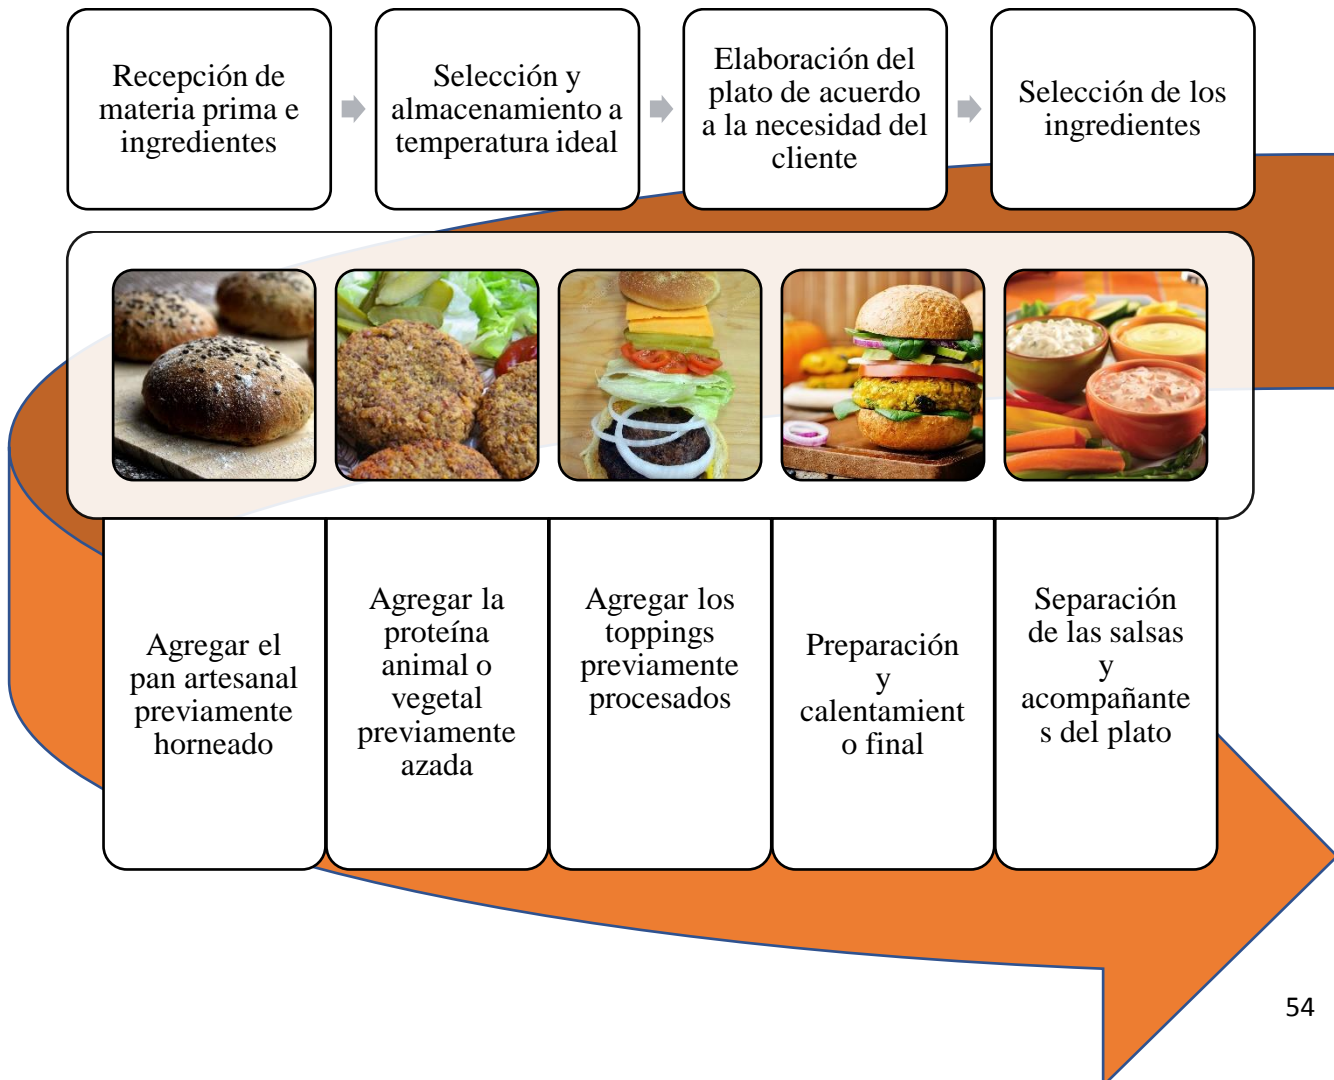 Recepción de
materia prima e
ingredientes
Selección y
almacenamiento a
temperatura ideal
Elaboración del
plato de acuerdo
a la necesidad del
cliente
Selección de los
ingredientes
Agregar el
pan artesanal
previamente
horneado
Agregar la
proteína
animal o
vegetal
previamente
azada
Agregar los
toppings
previamente
procesados
Preparación
y
calentamient
o final
Separación
de las salsas
y
acompañante
s del plato
54